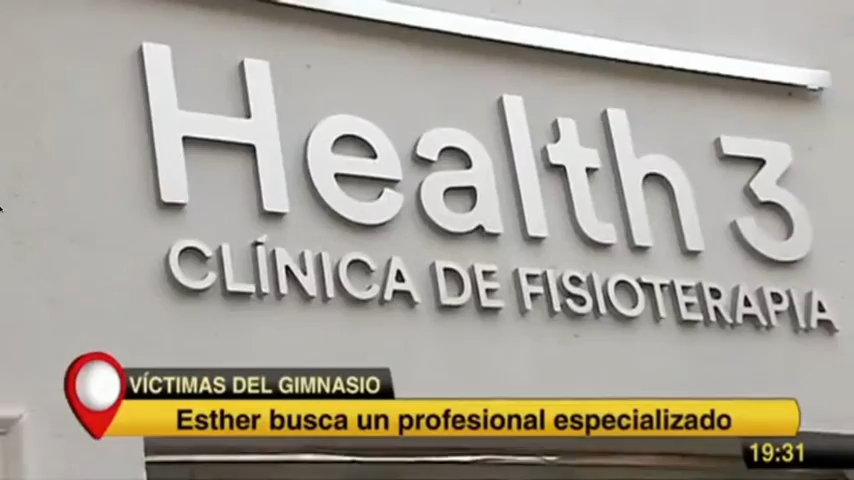 Health 3
CLÍNICA DE FISIOTERAPIA
VÍCTIMAS DEL GIMNASIO
Esther busca un profesional especializado
19:31